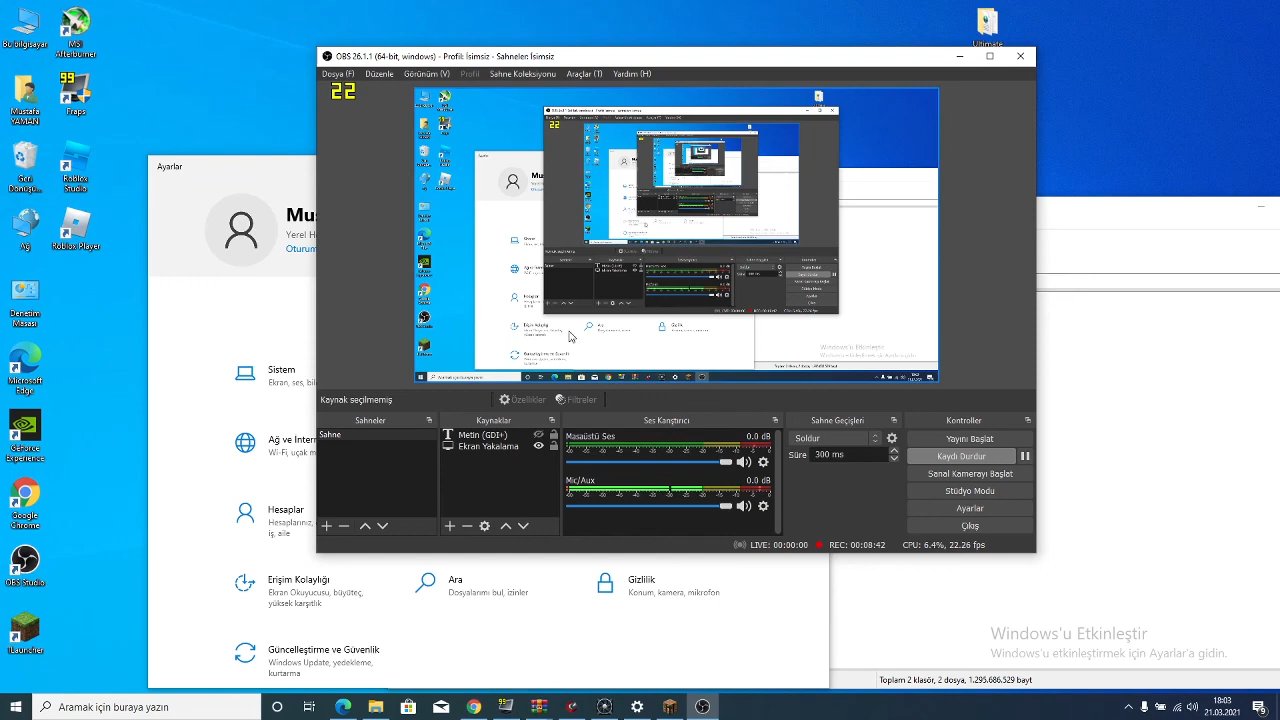 Bu bilgisayar
MSI
Afterburner
Ultimate
Mustafa
YAMAN
Fraps
99
Geri
Dönüşü...
Roblox
Studio
Ağ
Roblox Player
Denetim
Masası
Microsoft
Edge
GeForce
Experience
Google
Chrome
OBS Studio
iLauncher
Ayarlar
Mus
Yerel H
Oturum
Sistem
Ekran, ses, bil
Ağ ve Intern
Wi-Fi, uçak m
Hesaplar
Hesaplarınız,
iş, aile
Erişim Kolaylığı
Ekran Okuyucusu, büyüteç,
yüksek karşıtlık
Ara
Dosyalarımı bul, izinler
Gizlilik
Konum, kamera, mikrofon
Güncelleştirme ve Güvenlik
Windows Update, yedekleme,
kurtarma
OBS 26.1.1 (64-bit, windows) - Profil: İsimsiz - Sahneler: İsimsiz
Dosya (F) Düzenle Görünüm (V) Profil Sahne Koleksiyonu Araçlar (T) Yardım (H)
22
Kaynak seçilmemiş
Özellikler Filtreler
Sahneler
Sahne
Kaynaklar
Metin (GDI+)
Ekran Yakalama
Ses Karıştırıcı
Masaüstü Ses 0.0 dB
Mic/Aux 0.0 dB
Sahne Geçişleri
Soldur
Süre 300 ms
Kontroller
Yayını Başlat
Kaydı Durdur
Sanal Kamerayı Başlat
Stüdyo Modu
Ayarlar
Çıkış
LIVE: 00:00:00 REC: 00:08:42 CPU: 6.4%, 22.26 fps
Windows'u Etkinleştir
Windows'u etkinleştirmek için Ayarlar'a gidin.
Toplam 2 klasör, 2 dosya, 1.295.686.529 bayt
Aramak için buraya yazın
99
18:03
21.03.2021